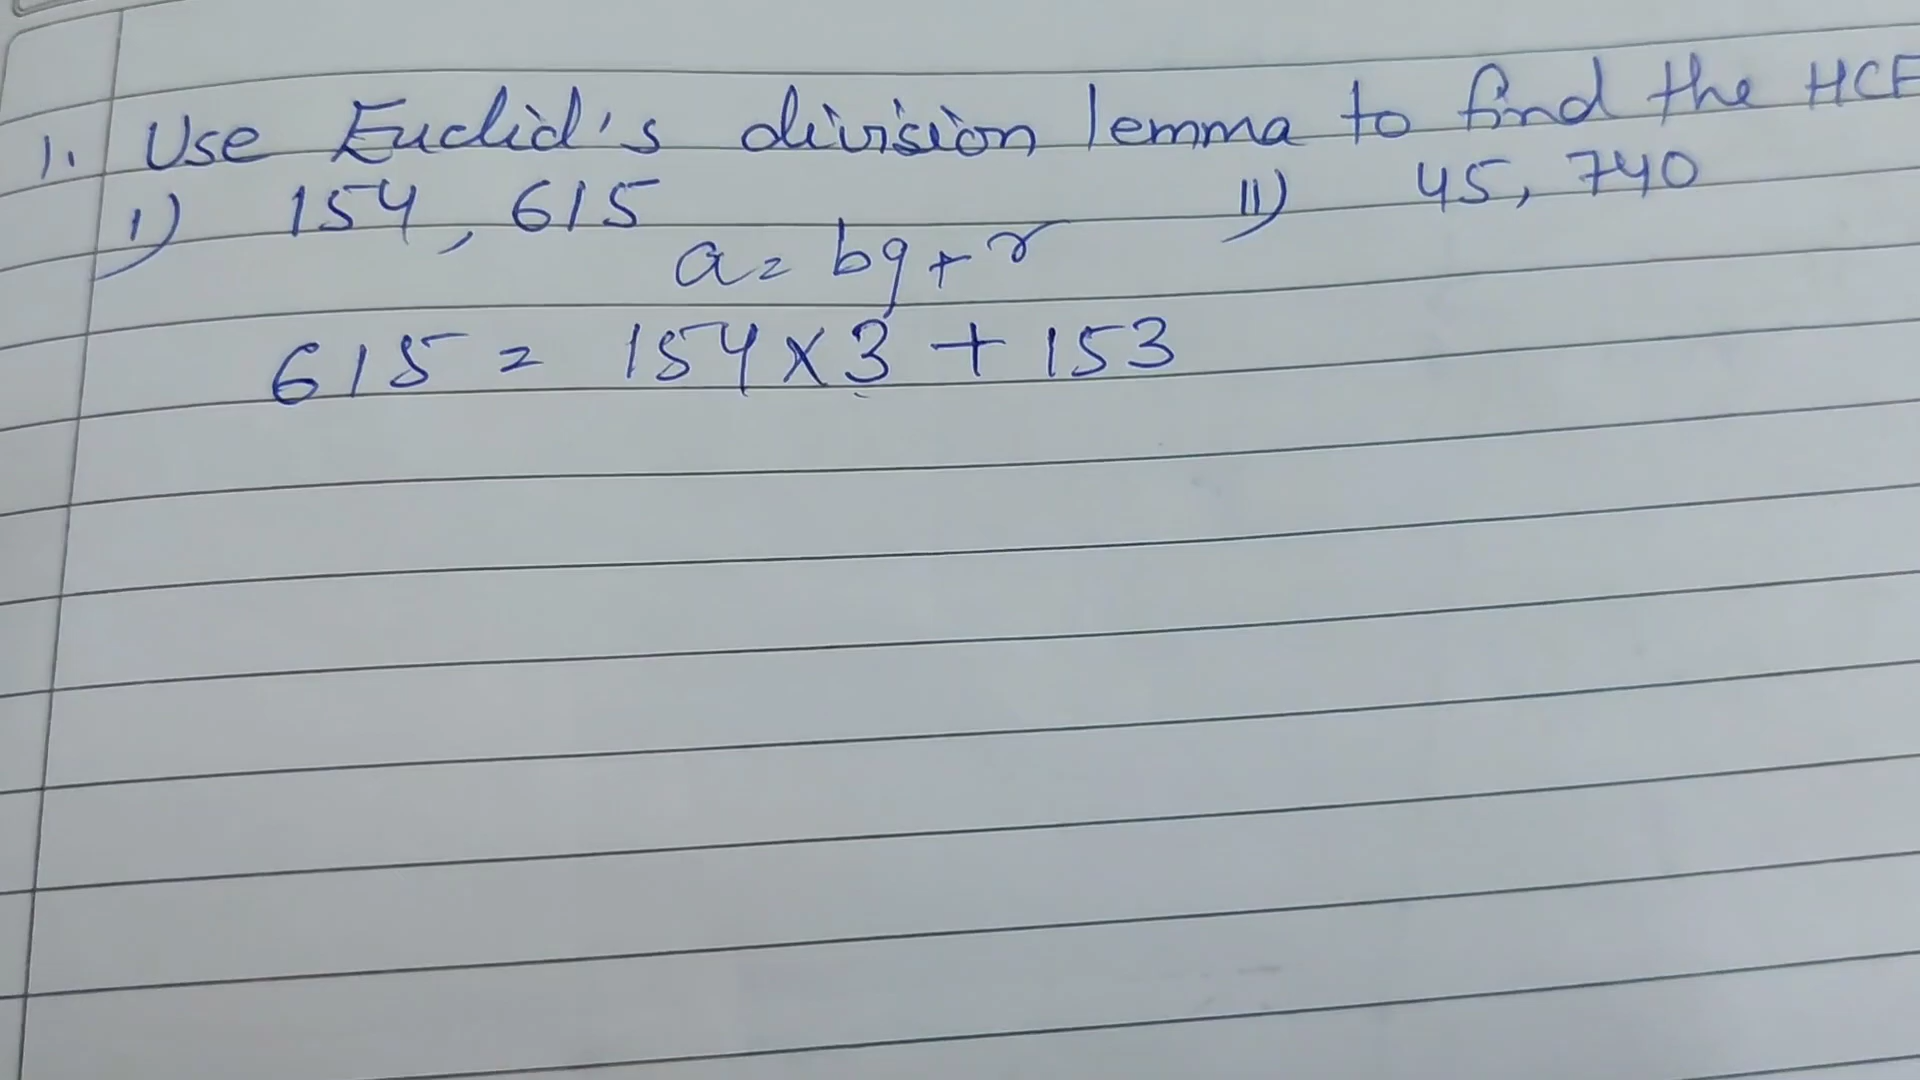 1. Use Euclid's division lemma to find the HCF
I) 154, 615 II) 45, 740
a = bq + r
615 = 154 × 3 + 153